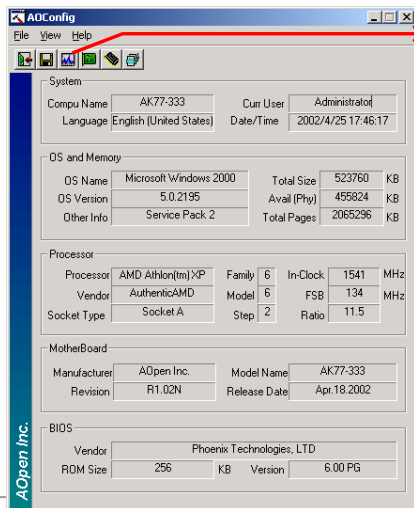 AOConfig
File View Help
System
Compu Name AK77-333 Curr User Administrator
Language English (United States) Date/Time 2002/4/25 17:46:17
OS and Memory
OS Name Microsoft Windows 2000 Total Size 523760 KB
OS Version 5.0.2195 Avail (Phy) 455824 KB
Other Info Service Pack 2 Total Pages 2065296 KB
Processor
Processor AMD Athlon(tm) XP Family 6 In-Clock 1541 MHz
Vendor AuthenticAMD Model 6 FSB 134 MHz
Socket Type Socket A Step 2 Ratio 11.5
MotherBoard
Manufacturer AOpen Inc. Model Name AK77-333
Revision R1.02N Release Date Apr.18.2002
BIOS
Vendor Phoenix Technologies, LTD
ROM Size 256 KB Version 6.00 PG
AOpen Inc.